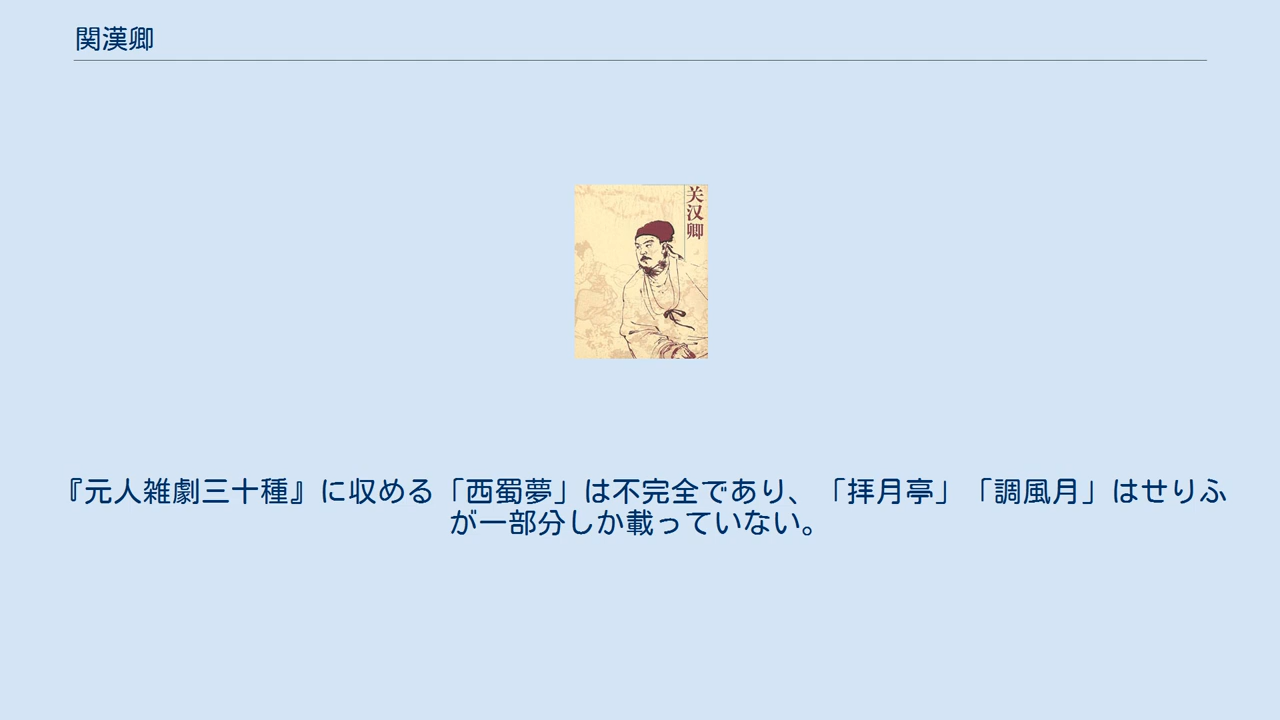 関漢卿
关汉卿
『元人雑劇三十種』に収める「西蜀夢」は不完全であり、「拝月亭」「調風月」はせりふ
が一部分しか載っていない。